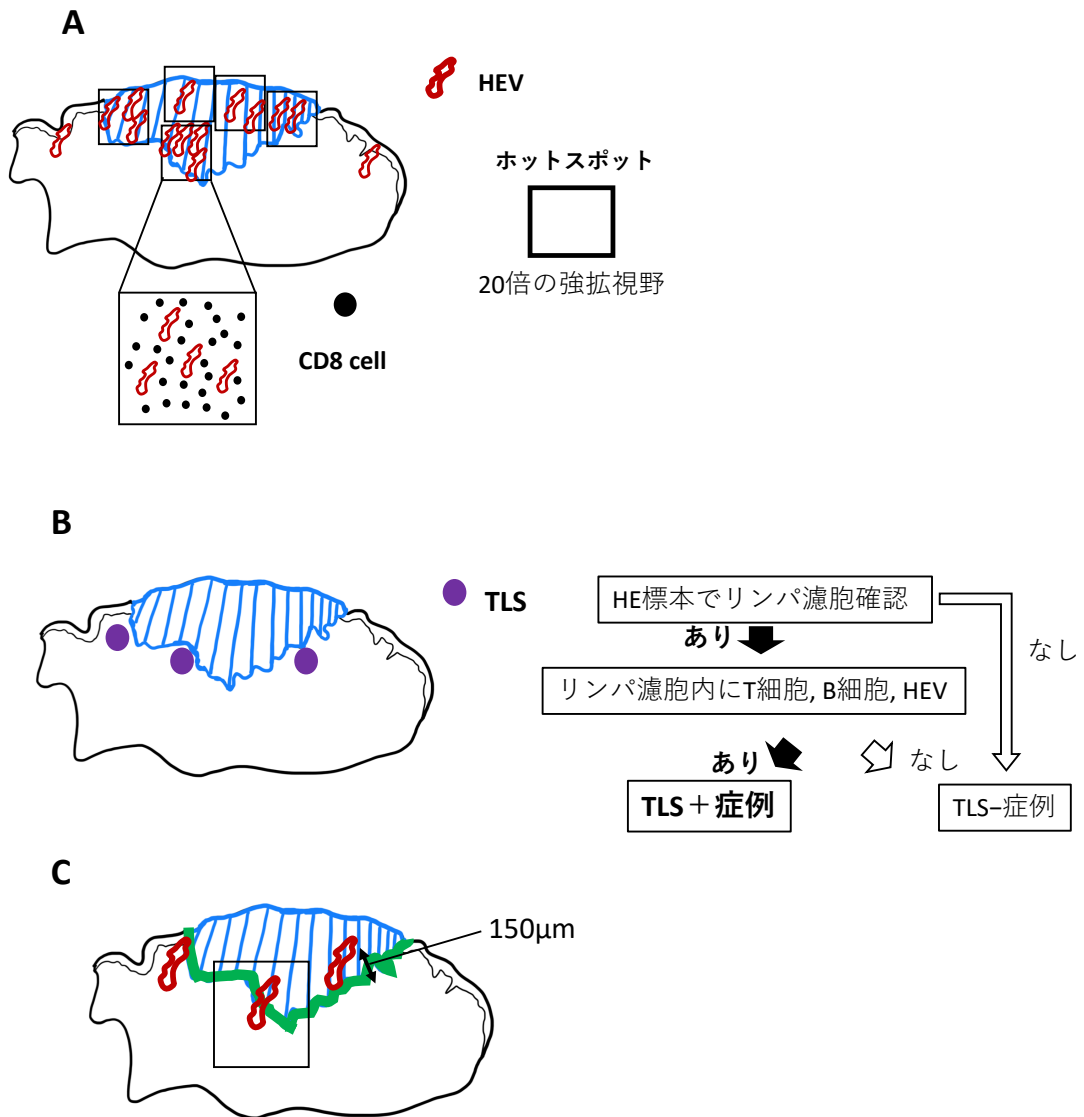 A
HEV
ホットスポット
20倍の強拡視野
CD8 cell
B
TLS
HE標本でリンパ濾胞確認
あり
なし
リンパ濾胞内にT細胞, B細胞, HEV
あり
なし
TLS＋症例
TLS−症例
C
150μm